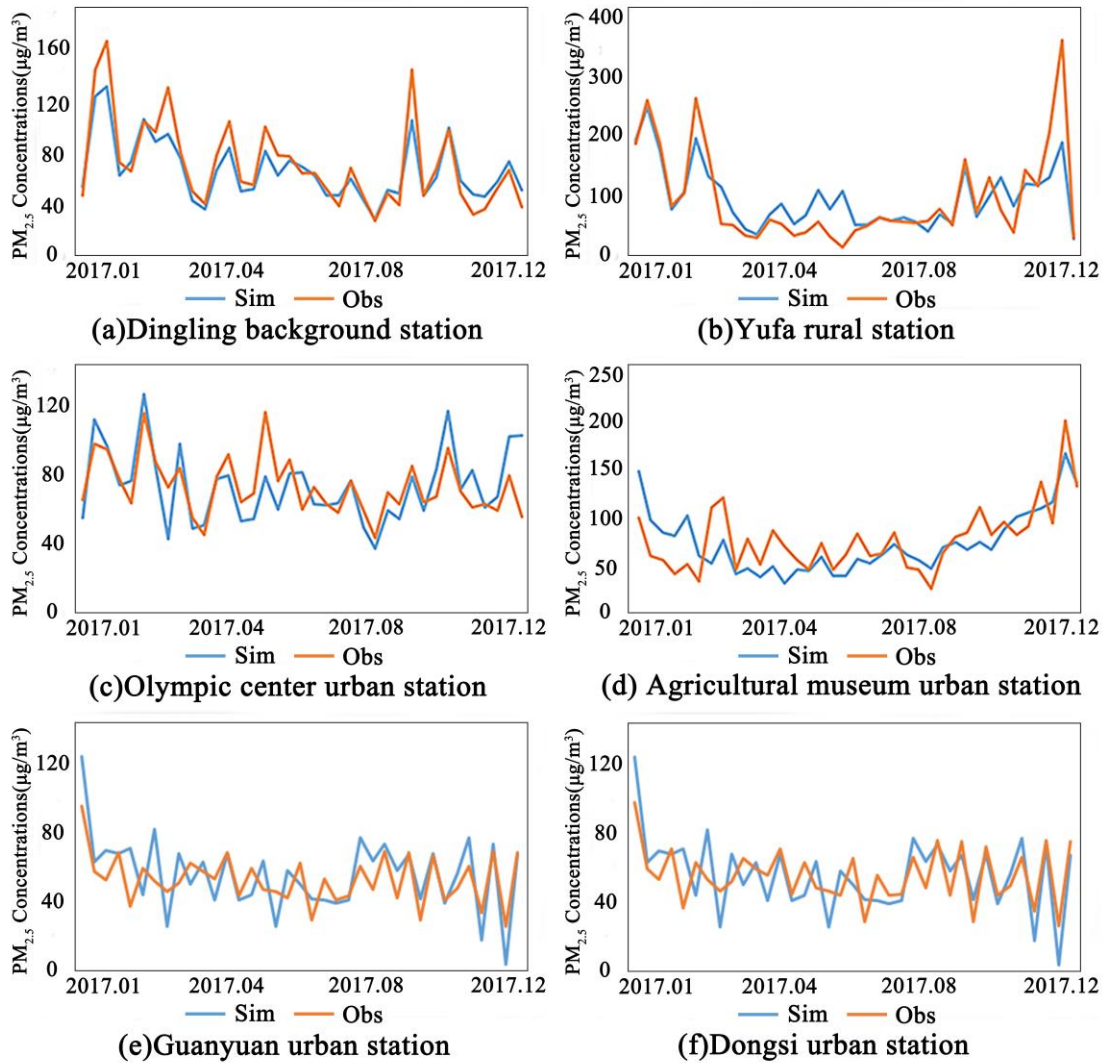 PM2.5 Concentrations(μg/m³)
160
120
80
40
0
2017.01 2017.04 2017.08 2017.12
Sim Obs
(a)Dingling background station
PM2.5 Concentrations(μg/m³)
400
300
200
100
0
2017.01 2017.04 2017.08 2017.12
Sim Obs
(b)Yufa rural station
PM2.5 Concentrations(μg/m³)
120
80
40
0
2017.01 2017.04 2017.08 2017.12
Sim Obs
(c)Olympic center urban station
PM2.5 Concentrations(μg/m³)
250
200
150
100
50
0
2017.01 2017.04 2017.08 2017.12
Sim Obs
(d) Agricultural museum urban station
PM2.5 Concentrations(μg/m³)
120
80
40
0
2017.01 2017.04 2017.08 2017.12
Sim Obs
(e)Guanyuan urban station
PM2.5 Concentrations(μg/m³)
120
80
40
0
2017.01 2017.04 2017.08 2017.12
Sim Obs
(f)Dongsi urban station